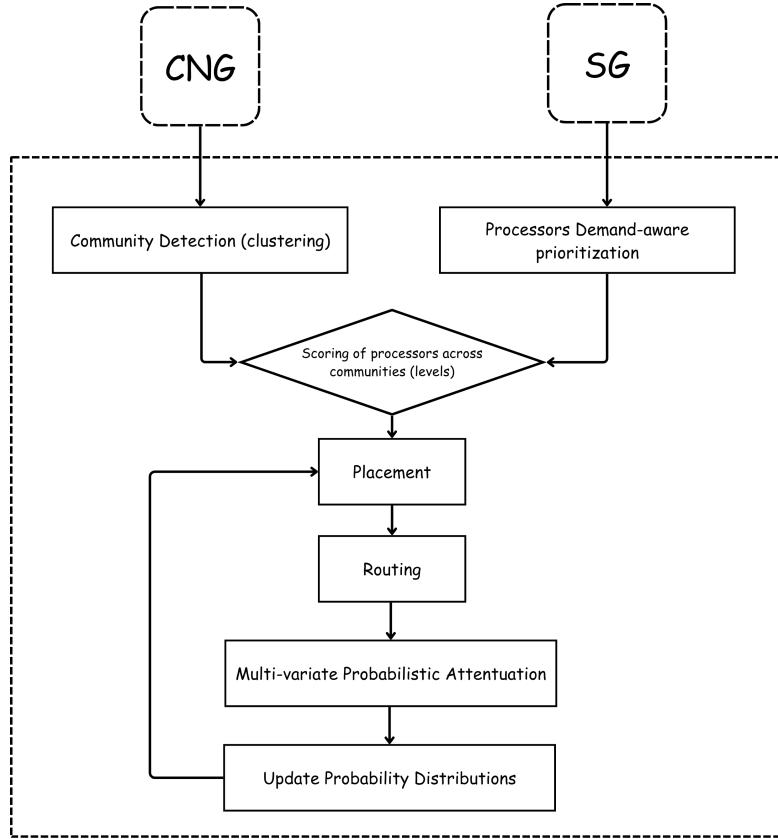 CNG
SG
Community Detection (clustering)
Processors Demand-aware
prioritization
Scoring of processors across
communities (levels)
Placement
Routing
Multi-variate Probabilistic Attentuation
Update Probability Distributions